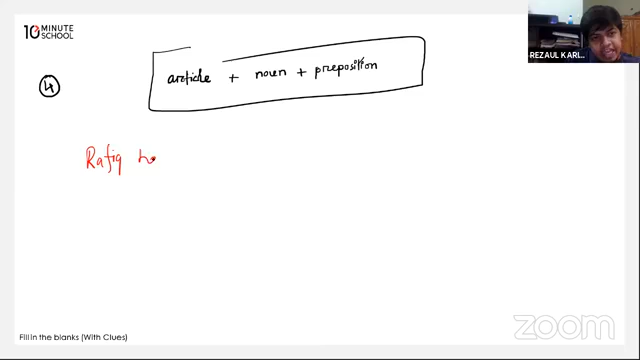 10 MINUTE SCHOOL
REZAUL KARI...
4
article + noun + preposition
Rafiq h
Fill in the blanks (With Clues)
zoom